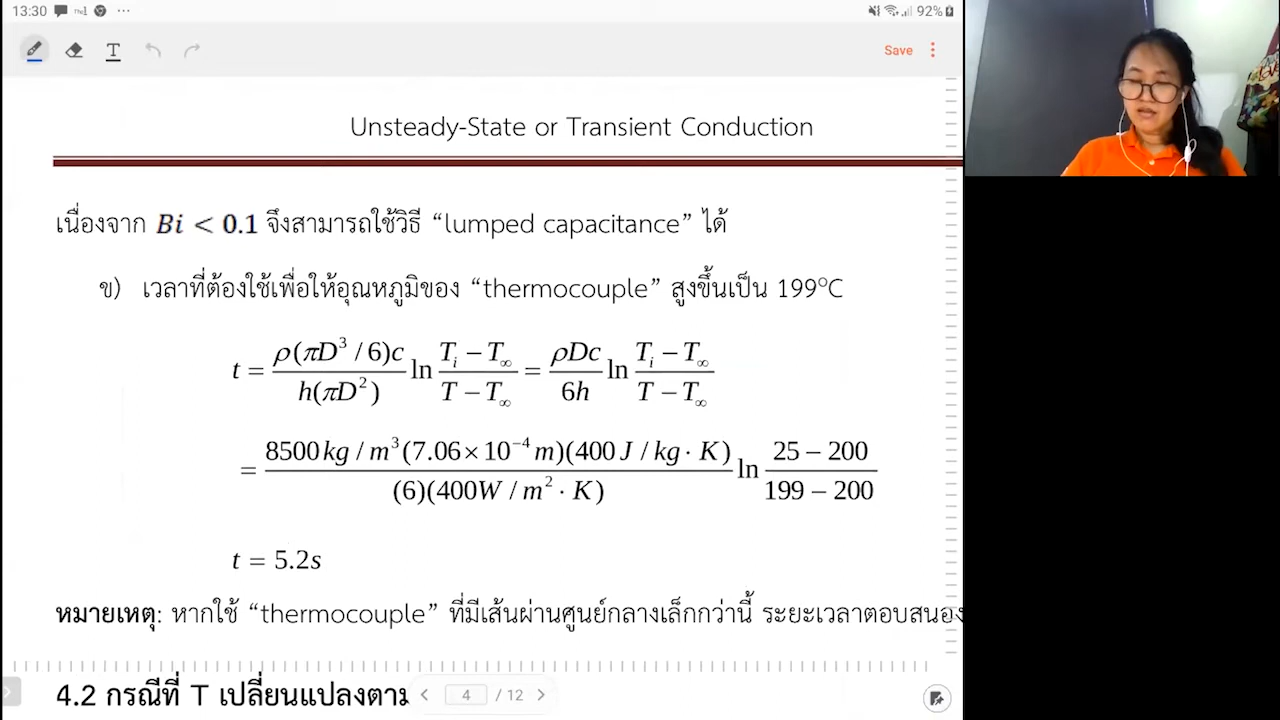 13:30 ··· 92%
T Save
Unsteady-State or Transient Conduction
เนื่องจาก Bi < 0.1 จึงสามารถใช้วิธี “lumped capacitance” ได้
ข) เวลาที่ต้องใช้เพื่อให้อุณหภูมิของ “thermocouple” สูงขึ้นเป็น 199°C
t = ρ(πD³ / 6)c / h(πD²) ln (T_i − T_∞) / (T − T_∞) = ρDc / 6h ln (T_i − T_∞) / (T − T_∞)
= 8500 kg / m³ (7.06 × 10⁻⁴ m)(400 J / kg · K) / (6)(400W / m² · K) ln (25 − 200) / (199 − 200)
t = 5.2s
หมายเหตุ: หากใช้ “thermocouple” ที่มีเส้นผ่านศูนย์กลางเล็กกว่านี้ ระยะเวลาตอบสนอง
4.2 กรณีที่ T เปลี่ยนแปลงตาม
4 / 12